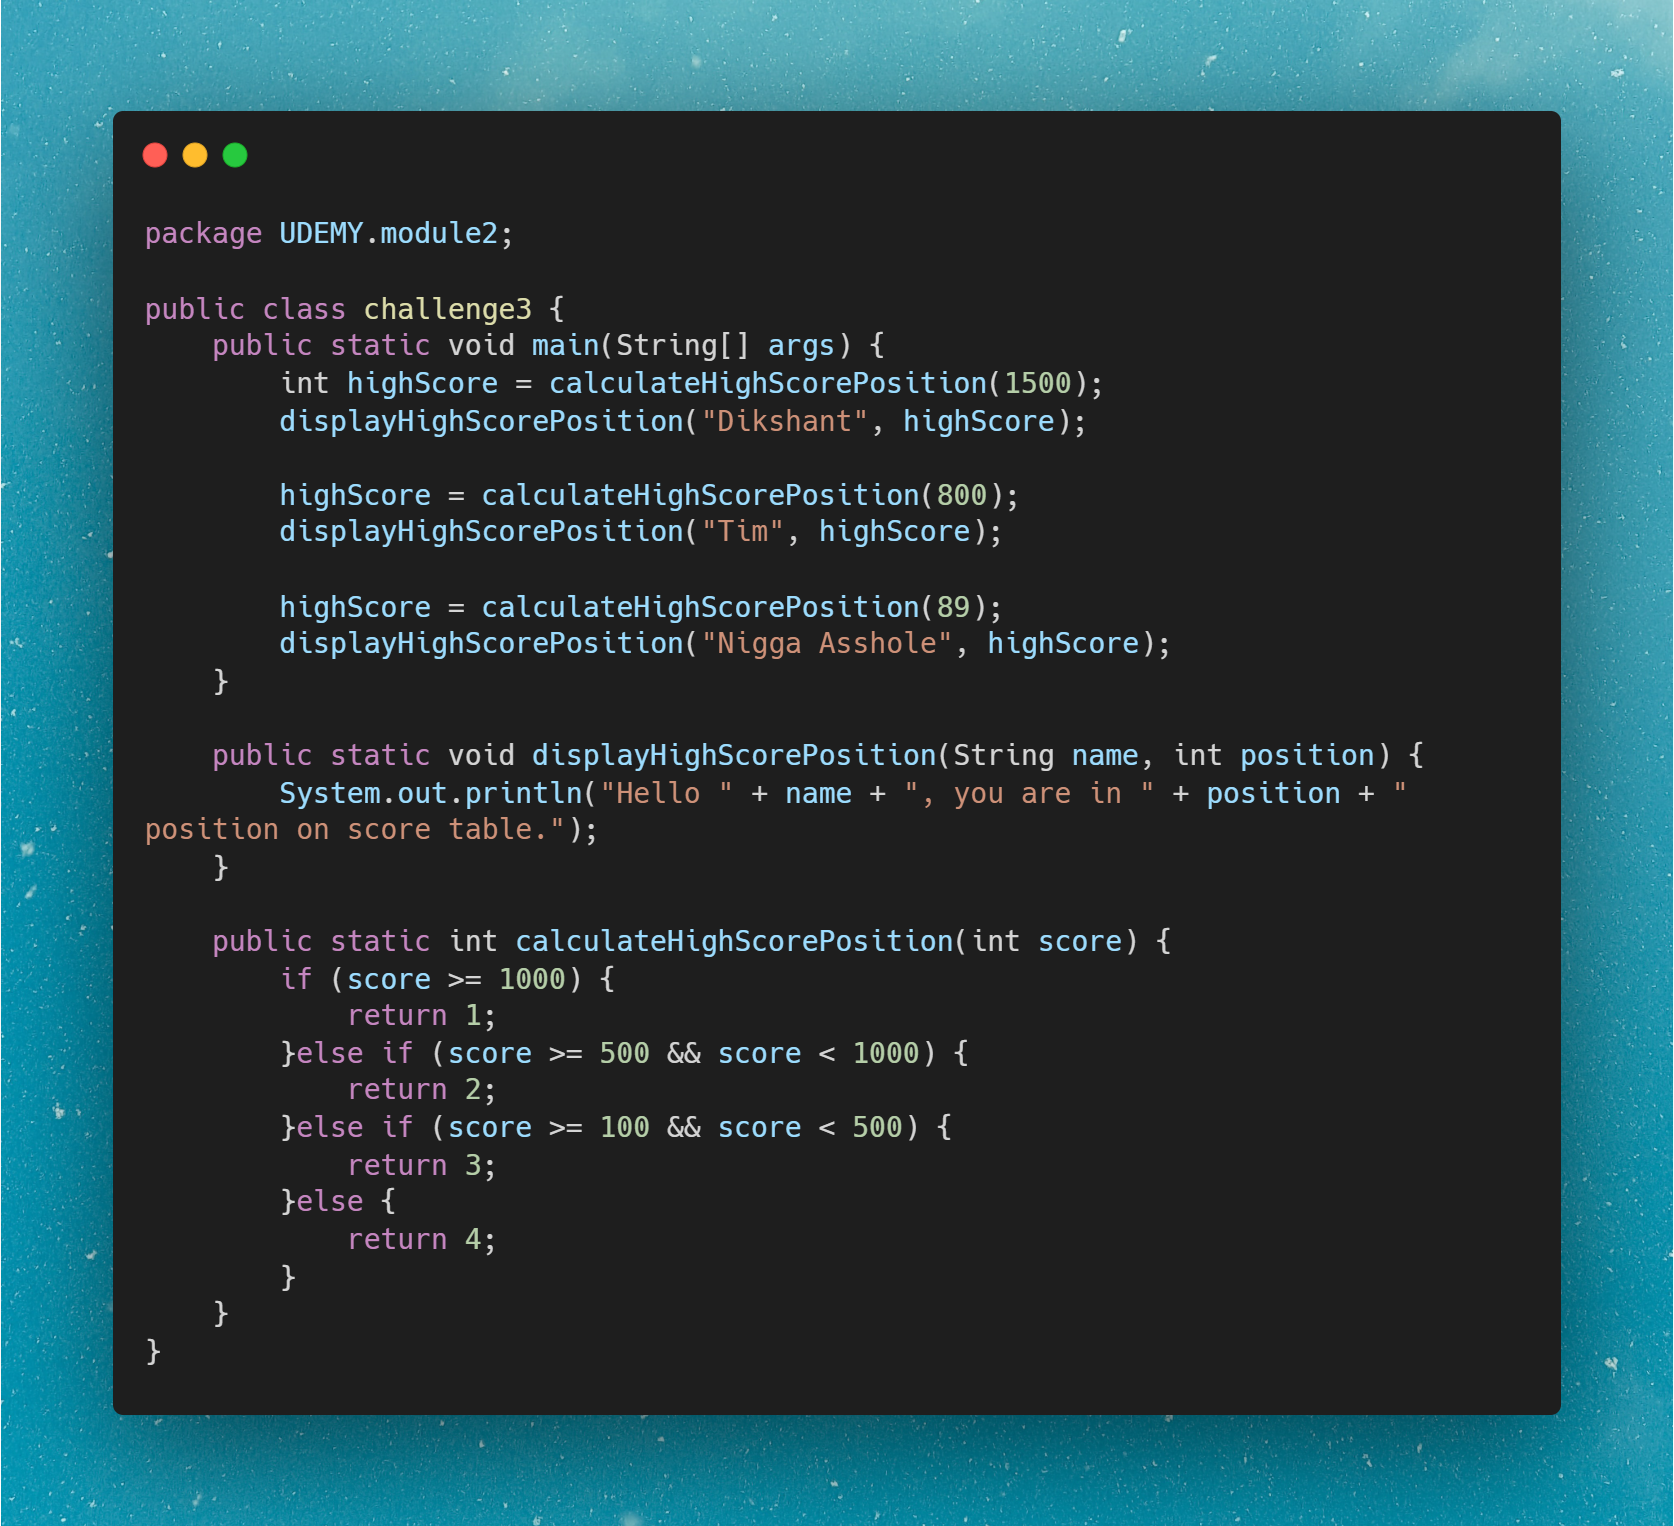 package UDEMY.module2;
public class challenge3 {
    public static void main(String[] args) {
        int highScore = calculateHighScorePosition(1500);
        displayHighScorePosition("Dikshant", highScore);
        highScore = calculateHighScorePosition(800);
        displayHighScorePosition("Tim", highScore);
        highScore = calculateHighScorePosition(89);
        displayHighScorePosition("Nigga Asshole", highScore);
    }
    public static void displayHighScorePosition(String name, int position) {
        System.out.println("Hello " + name + ", you are in " + position + "
position on score table.");
    }
    public static int calculateHighScorePosition(int score) {
        if (score >= 1000) {
            return 1;
        }else if (score >= 500 && score < 1000) {
            return 2;
        }else if (score >= 100 && score < 500) {
            return 3;
        }else {
            return 4;
        }
    }
}